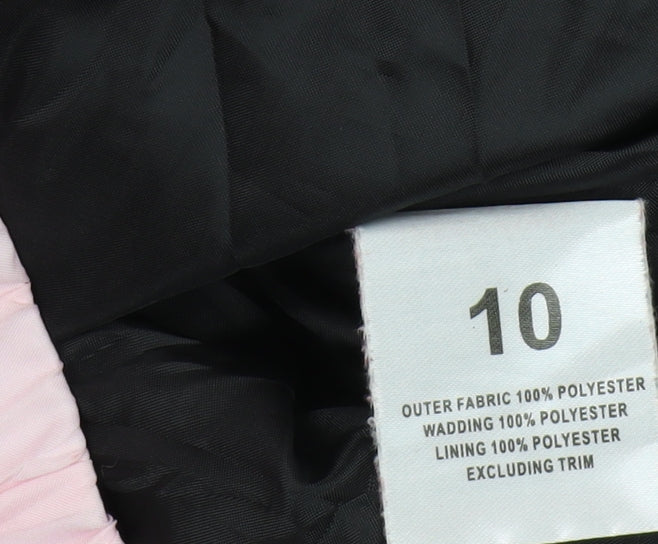 10
OUTER FABRIC 100% POLYESTER
WADDING 100% POLYESTER
LINING 100% POLYESTER
EXCLUDING TRIM